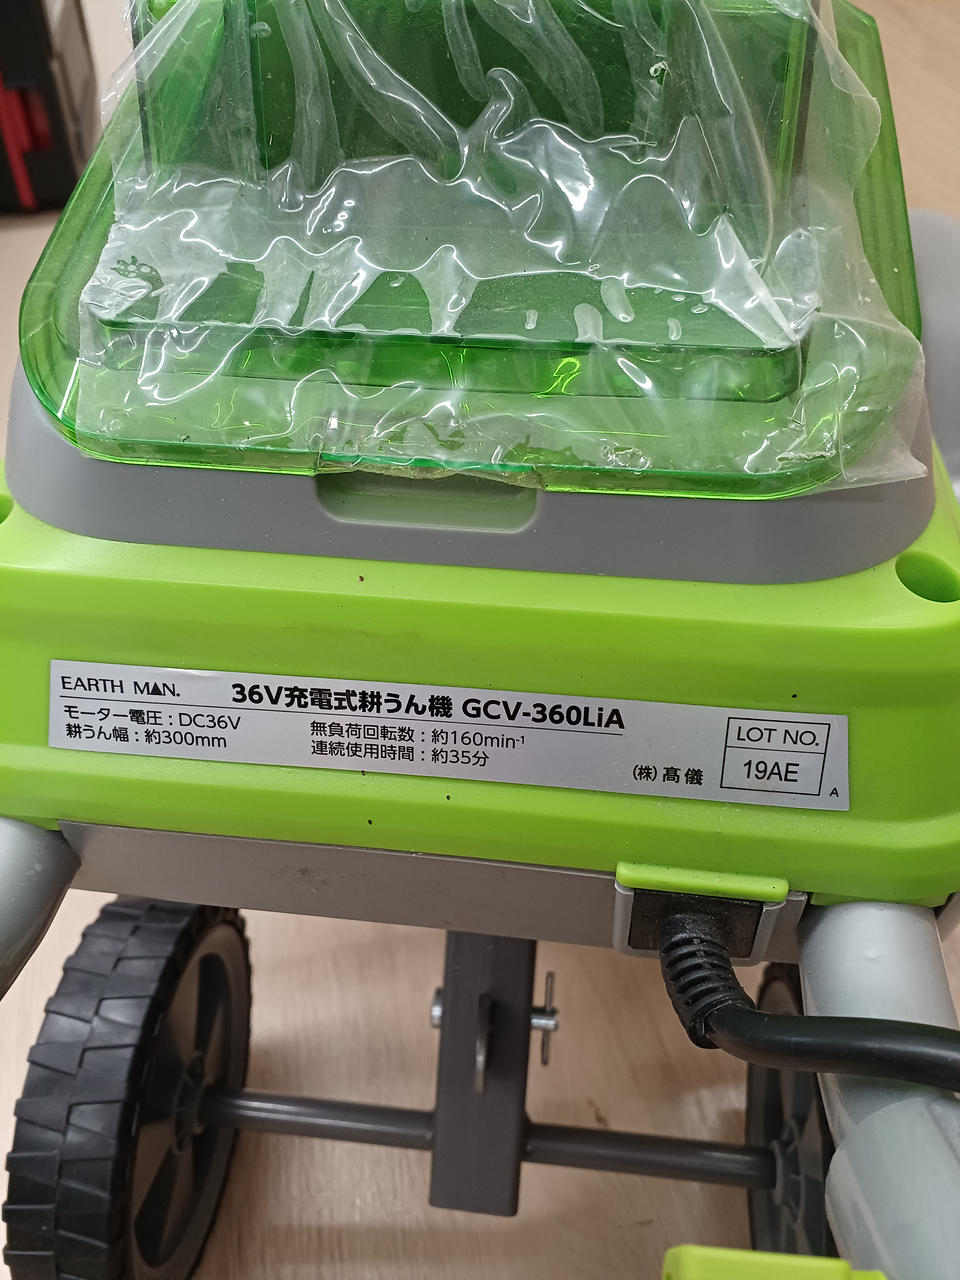 EARTH MAN.
36V充電式耕うん機 GCV-360LiA
モーター電圧：DC36V
耕うん幅：約300mm
無負荷回転数：約160min-1
連続使用時間：約35分
㈱髙儀
LOT NO.
19AE
A